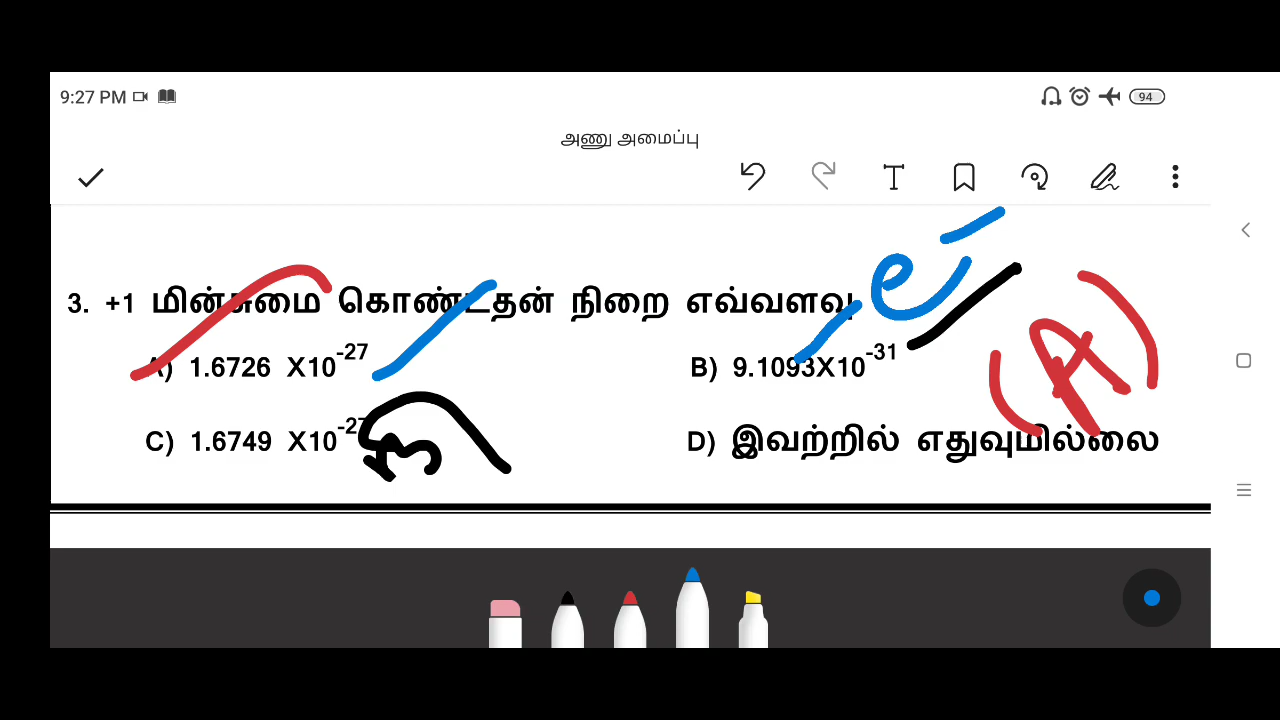 9:27 PM
94
அணு அமைப்பு
T
3. +1 மின்சுமை கொண்டதன் நிறை எவ்வளவு
e-
A) 1.6726 X10-27
B) 9.1093X10-31
(A)
C) 1.6749 X10-27
D) இவற்றில் எதுவுமில்லை